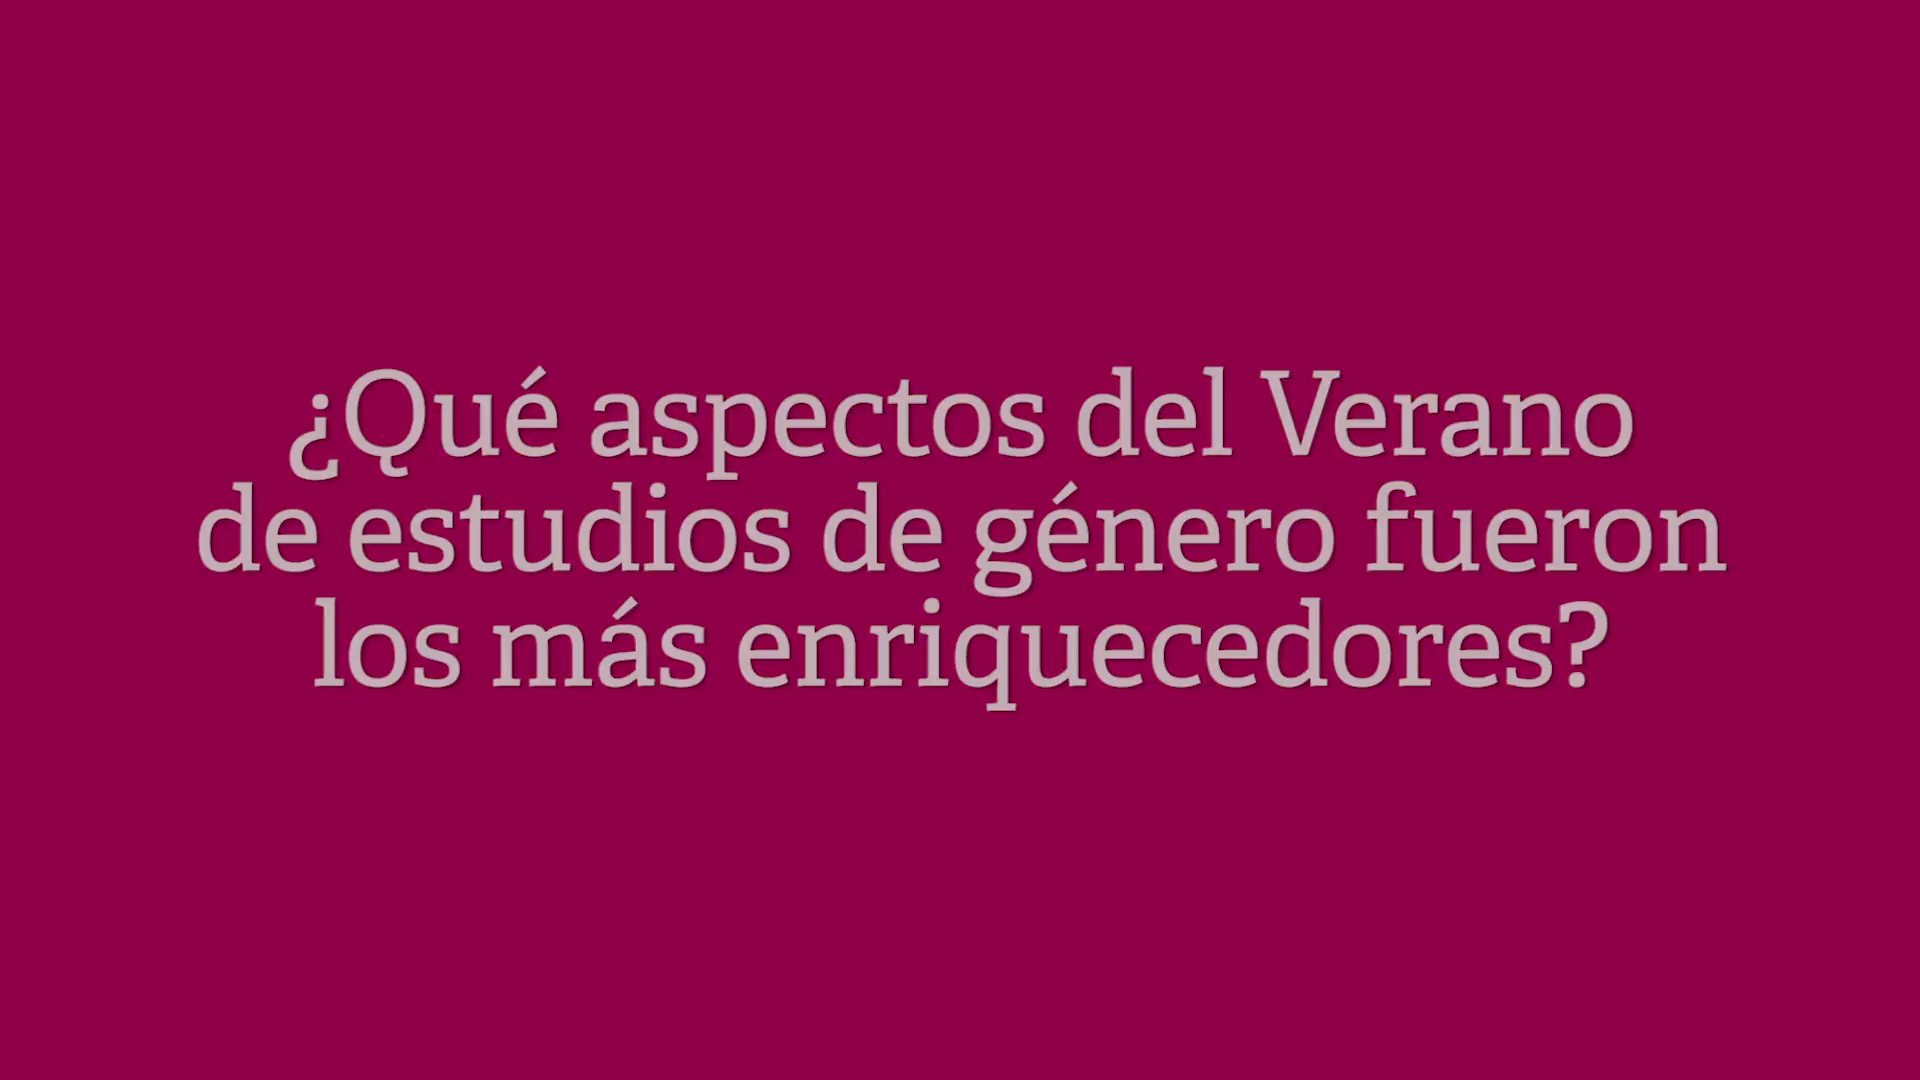 ¿Qué aspectos del Verano
de estudios de género fueron
los más enriquecedores?